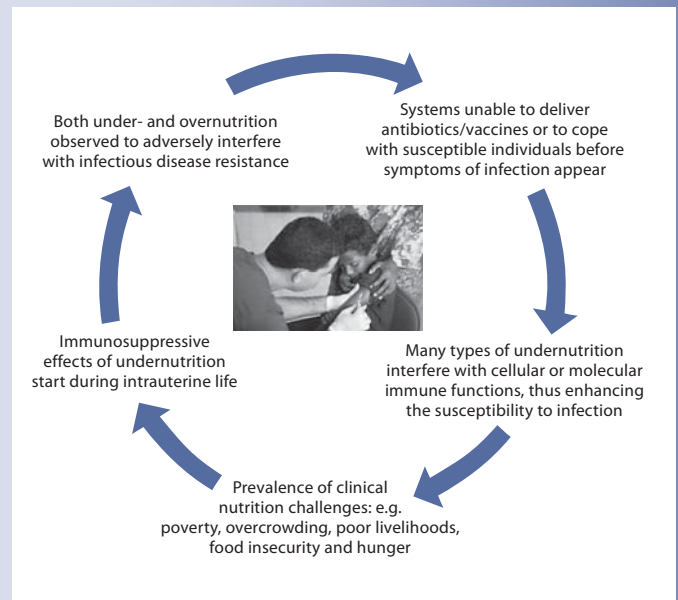 Both under- and overnutrition
observed to adversely interfere
with infectious disease resistance
Systems unable to deliver
antibiotics/vaccines or to cope
with susceptible individuals before
symptoms of infection appear
Many types of undernutrition
interfere with cellular or molecular
immune functions, thus enhancing
the susceptibility to infection
Prevalence of clinical
nutrition challenges: e.g.
poverty, overcrowding, poor livelihoods,
food insecurity and hunger
Immunosuppressive
effects of undernutrition
start during intrauterine life